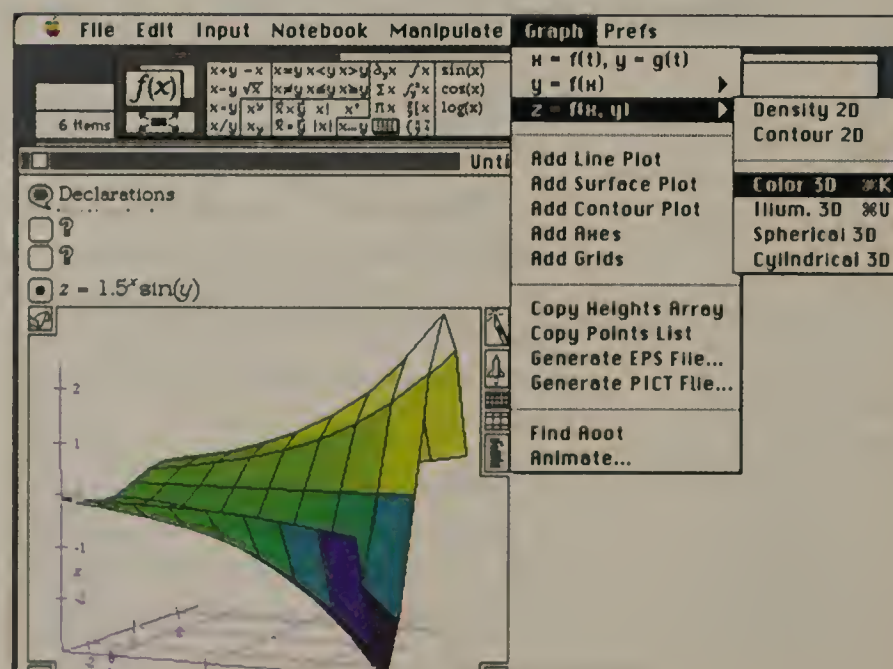 File Edit Input Notebook Manipulate Graph Prefs
x = f(t), y = g(t)
y = f(x)
z = f(x, y)
Density 2D
Contour 2D
Color 3D ⌘K
Illum. 3D ⌘U
Spherical 3D
Cylindrical 3D
Add Line Plot
Add Surface Plot
Add Contour Plot
Add Axes
Add Grids
Copy Heights Array
Copy Points List
Generate EPS File...
Generate PICT File...
Find Root
Animate...
f(x)
6 items
sin(x)
cos(x)
log(x)
Unti
Declarations
?
?
z = 1.5ˣsin(y)
2
1
-1